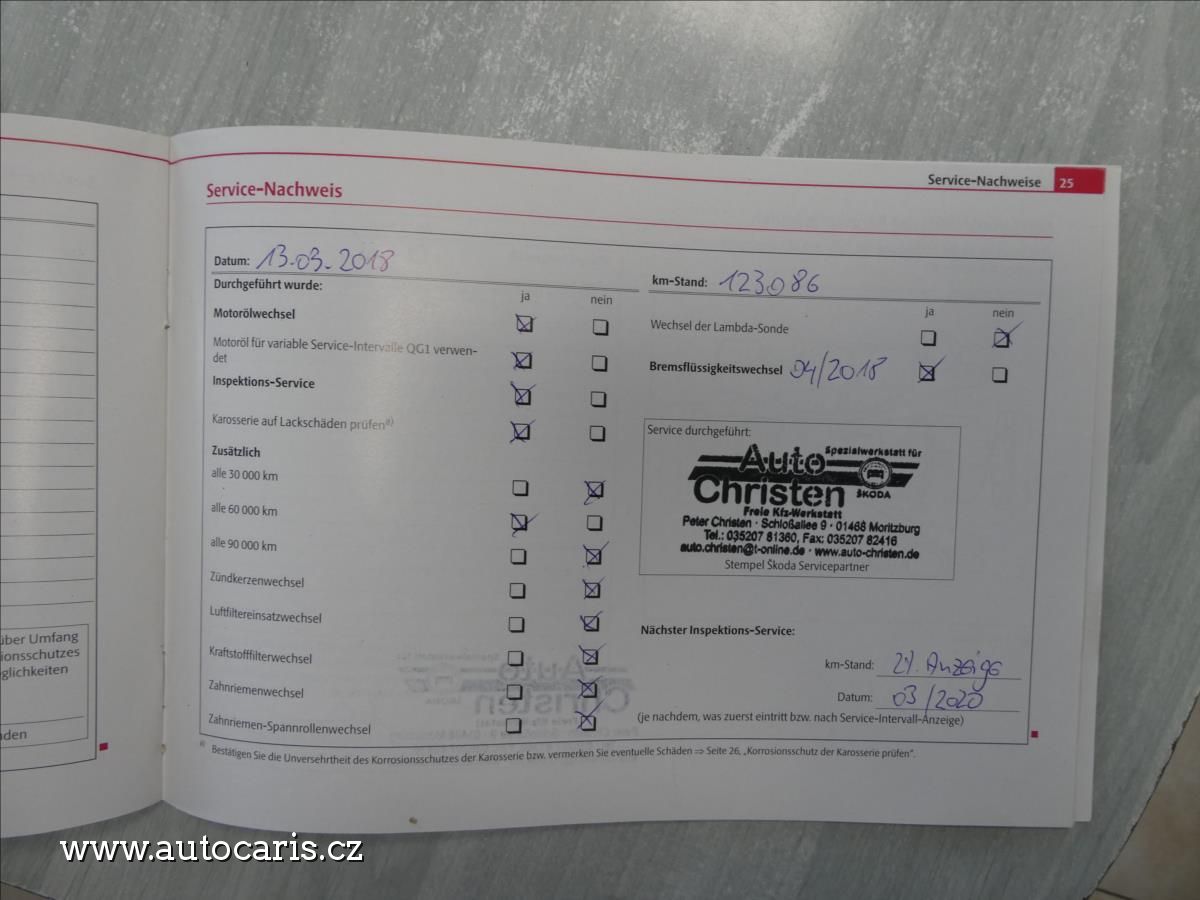 Service-Nachweise 25
Service-Nachweis
Datum: 13.03.2018
Durchgeführt wurde:
ja nein
Motorölwechsel
Motoröl für variable Service-Intervalle QG1 verwen-
det
Inspektions-Service
Karosserie auf Lackschäden prüfen a)
Zusätzlich
alle 30 000 km
alle 60 000 km
alle 90 000 km
Zündkerzenwechsel
Luftfiltereinsatzwechsel
Kraftstofffilterwechsel
Zahnriemenwechsel
Zahnriemen-Spannrollenwechsel
km-Stand: 123086
ja nein
Wechsel der Lambda-Sonde
Bremsflüssigkeitswechsel 04/2018
Service durchgeführt:
Auto Spezialwerkstatt für
Christen ŠKODA
Freie Kfz-Werkstatt
Peter Christen · Schloßallee 9 · 01468 Moritzburg
Tel.: 035207 81360, Fax: 035207 82416
auto.christen@t-online.de · www.auto-christen.de
Stempel Škoda Servicepartner
Nächster Inspektions-Service:
km-Stand: Anzeige
Datum: 03/2020
(je nachdem, was zuerst eintritt bzw. nach Service-Intervall-Anzeige)
a) Bestätigen Sie die Unversehrtheit des Korrosionsschutzes der Karosserie bzw. vermerken Sie eventuelle Schäden ⇒ Seite 26, „Korrosionsschutz der Karosserie prüfen“.
über Umfang
ionsschutzes
glichkeiten
nden
www.autocaris.cz